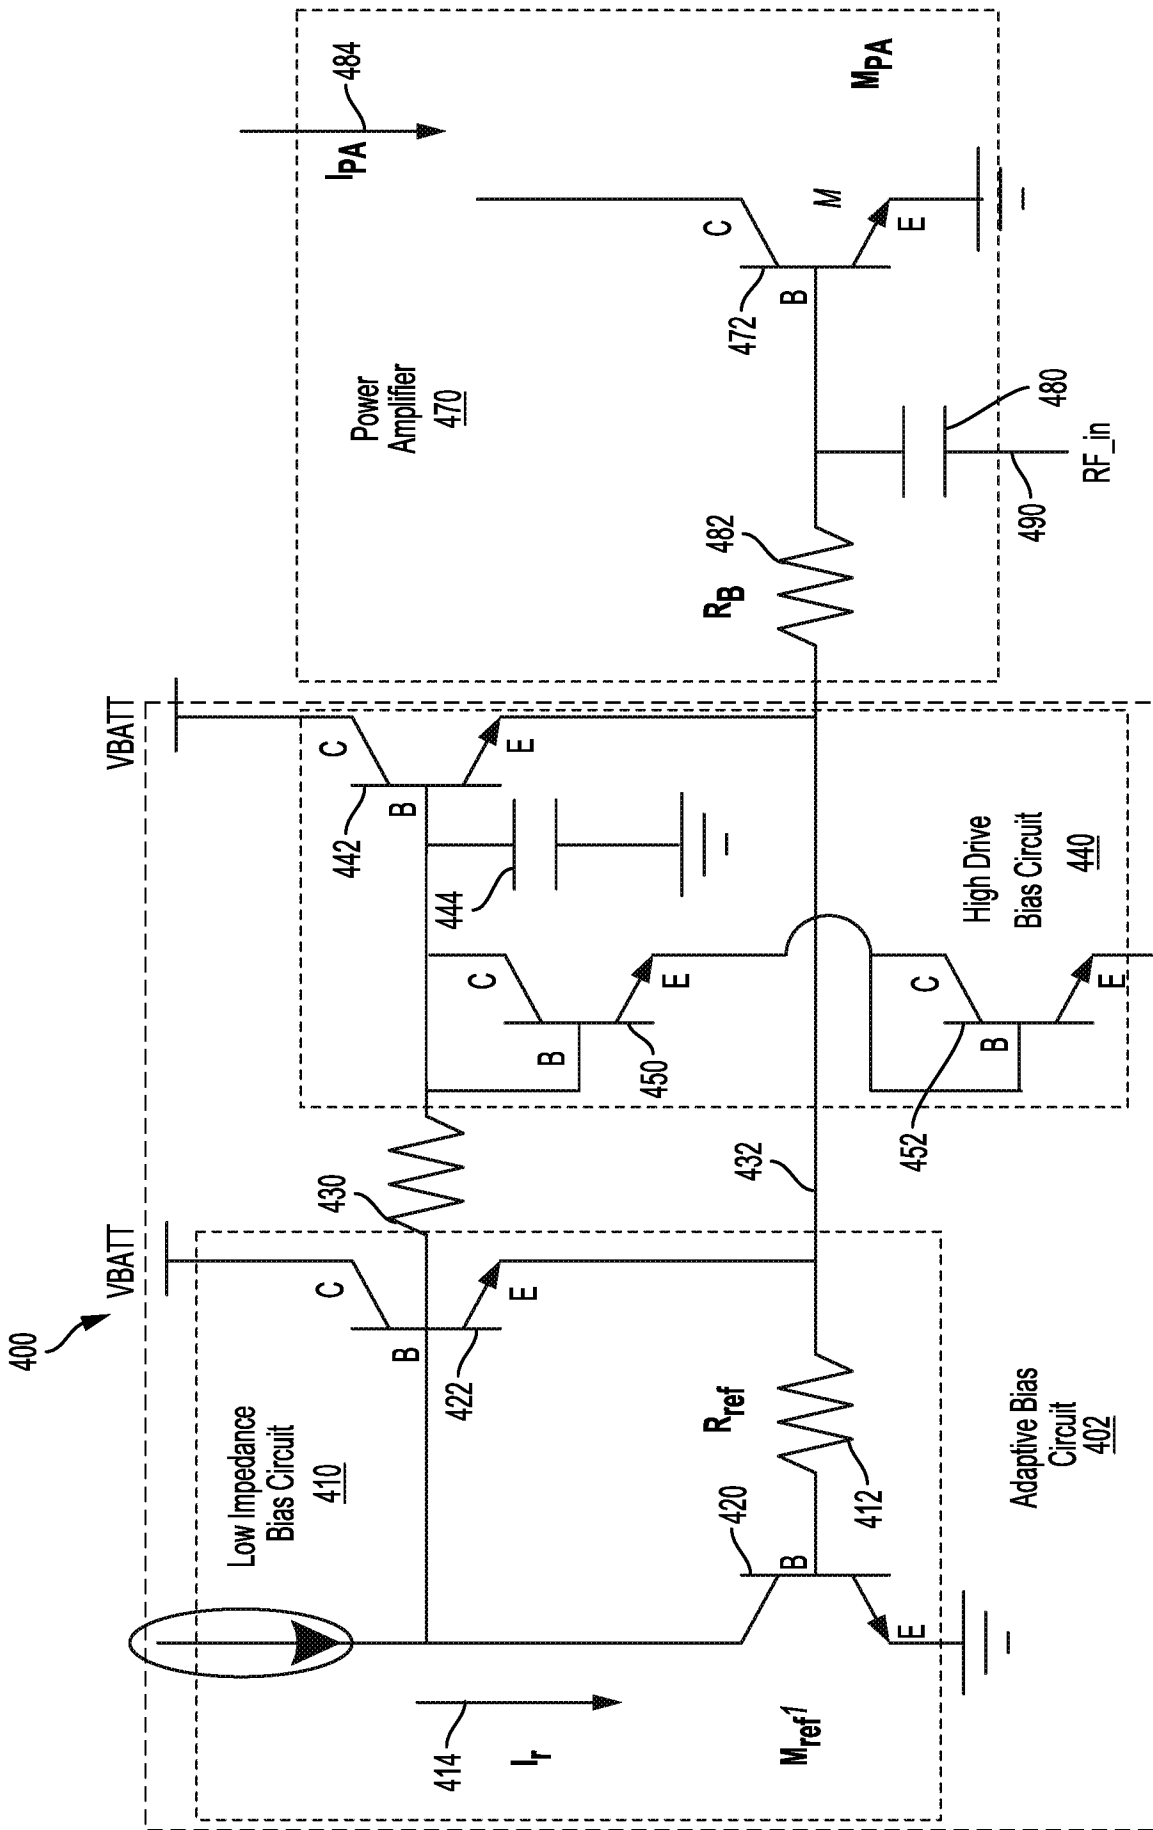 400
VBATT
VBATT
Low Impedance
Bias Circuit
410
C
B
E
422
430
414
I_r
M_ref 1
420
B
E
R_ref
412
432
Adaptive Bias
Circuit
402
442
C
B
E
444
C
B
E
450
C
B
E
452
High Drive
Bias Circuit
440
Power
Amplifier
470
I_PA
484
C
B
E
472
M
M_PA
R_B
482
480
490
RF_in